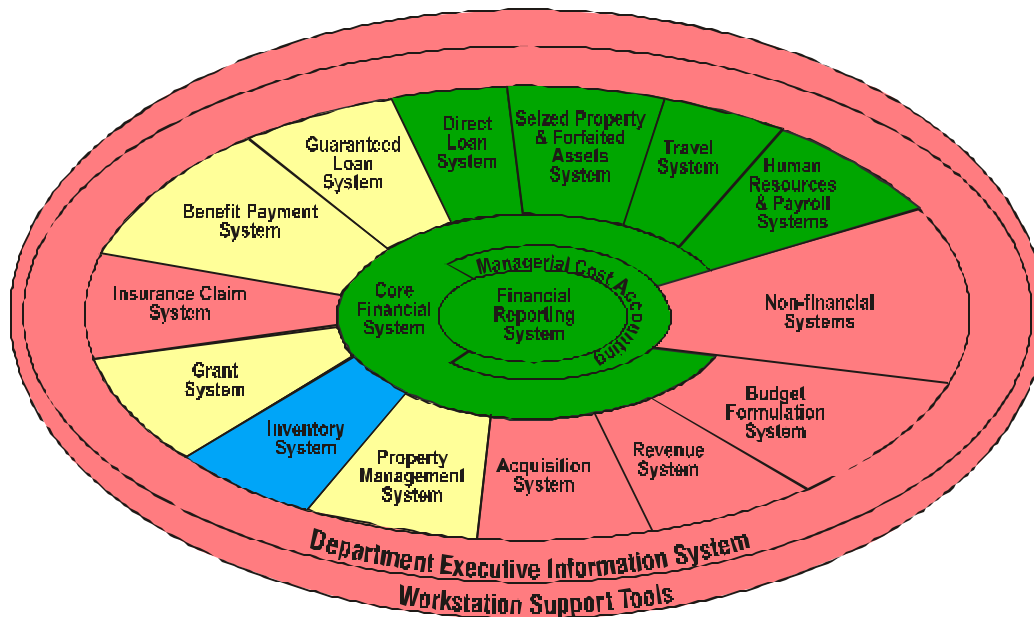 Guaranteed
Loan
System
Direct
Loan
System
Seized Property
& Forfeited
Assets
System
Travel
System
Human
Resources
& Payroll
Systems
Benefit Payment
System
Insurance Claim
System
Core
Financial
System
Managerial Cost Accounting
Financial
Reporting
System
Non-financial
Systems
Grant
System
Inventory
System
Property
Management
System
Acquisition
System
Revenue
System
Budget
Formulation
System
Department Executive Information System
Workstation Support Tools